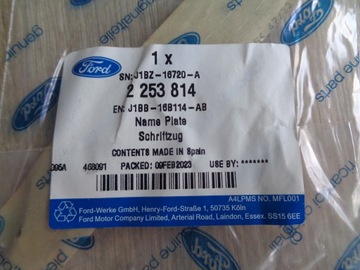 1 x
Ford
SN:J1BZ-16720-A
2 253 814
EN: J1BB-16B114-AB
Name Plate
Schriftzug
CONTENTS MADE IN Spain
468091 PACKED: 09FEB2023 USE BY: *******
A4LPMS NO. MFL001
Ford-Werke GmbH, Henry-Ford-Straße 1, 50735 Köln
Ford Motor Company Limited, Arterial Road, Laindon, Essex. SS15 6EE